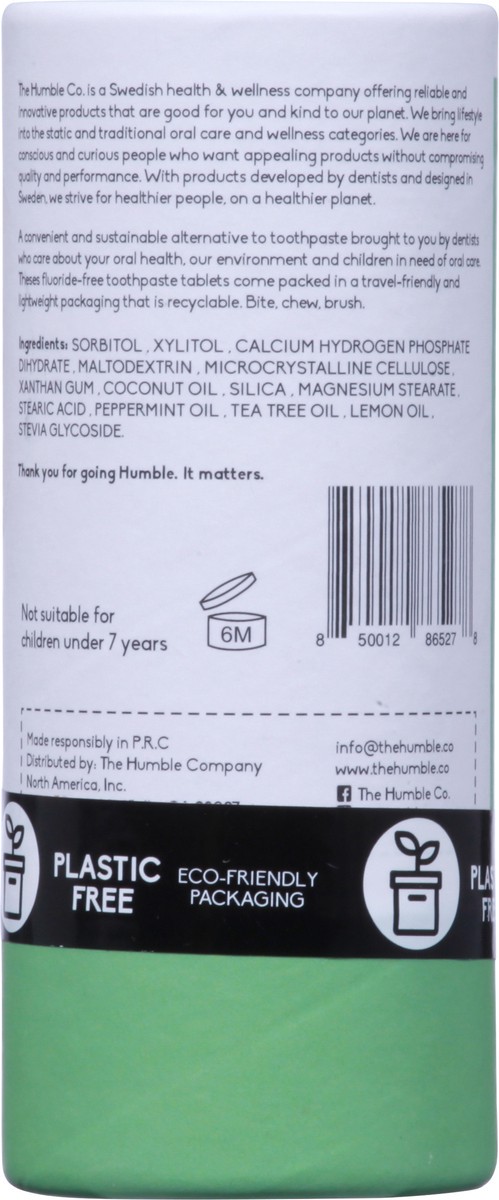 The Humble Co. is a Swedish health & wellness company offering reliable and
innovative products that are good for you and kind to our planet. We bring lifestyle
into the static and traditional oral care and wellness categories. We are here for
conscious and curious people who want appealing products without compromising
quality and performance. With products developed by dentists and designed in
Sweden, we strive for healthier people, on a healthier planet.
A convenient and sustainable alternative to toothpaste brought to you by dentists
who care about your oral health, our environment and children in need of oral care.
Theses fluoride-free toothpaste tablets come packed in a travel-friendly and
lightweight packaging that is recyclable. Bite, chew, brush.
Ingredients: SORBITOL, XYLITOL, CALCIUM HYDROGEN PHOSPHATE
DIHYDRATE, MALTODEXTRIN, MICROCRYSTALLINE CELLULOSE,
XANTHAN GUM, COCONUT OIL, SILICA, MAGNESIUM STEARATE,
STEARIC ACID, PEPPERMINT OIL, TEA TREE OIL, LEMON OIL,
STEVIA GLYCOSIDE.
Thank you for going Humble. It matters.
Not suitable for
children under 7 years
6M
8 50012 86527 8
Made responsibly in P.R.C
Distributed by: The Humble Company
North America, Inc.
info@thehumble.co
www.thehumble.co
The Humble Co.
PLASTIC
FREE
ECO-FRIENDLY
PACKAGING